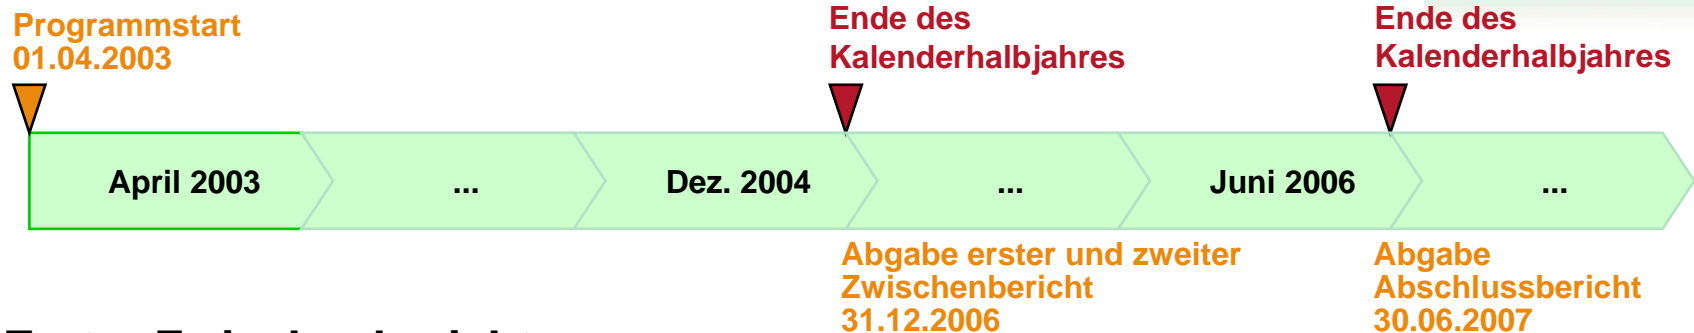 Programmstart
01.04.2003
Ende des
Kalenderhalbjahres
Ende des
Kalenderhalbjahres
April 2003
...
Dez. 2004
...
Juni 2006
...
Abgabe erster und zweiter
Zwischenbericht
31.12.2006
Abgabe
Abschlussbericht
30.06.2007